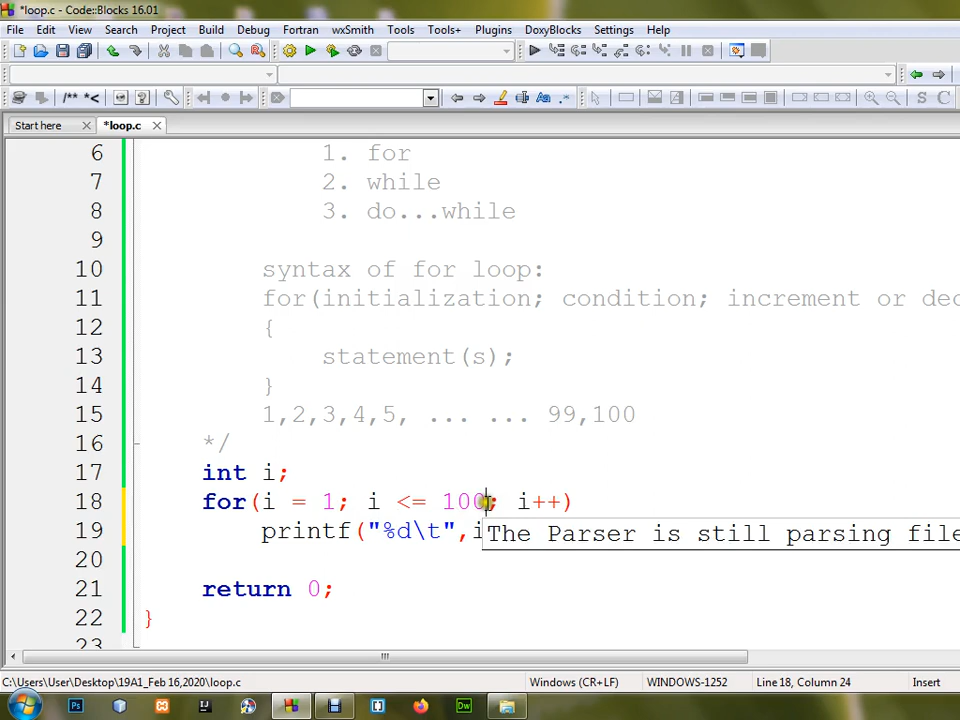 *loop.c - Code::Blocks 16.01
File Edit View Search Project Build Debug Fortran wxSmith Tools Tools+ Plugins DoxyBlocks Settings Help
/** *<
S C
Start here *loop.c
6 1. for
7 2. while
8 3. do...while
9
10 syntax of for loop:
11 for(initialization; condition; increment or dec
12 {
13 statement(s);
14 }
15 1,2,3,4,5, ... ... 99,100
16 */
17 int i;
18 for(i = 1; i <= 100; i++)
19 printf("%d\t",i
The Parser is still parsing file
20
21 return 0;
22 }
23
C:\Users\User\Desktop\19A1_Feb 16,2020\loop.c Windows (CR+LF) WINDOWS-1252 Line 18, Column 24 Insert
Ps IJ Dw